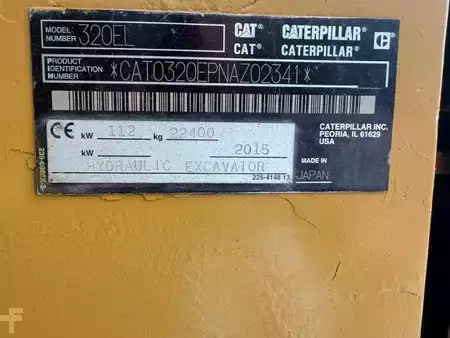 MODEL NUMBER 320EL
CAT® CATERPILLAR®
CAT® CATERPILLAR®
PRODUCT IDENTIFICATION NUMBER *CAT0320EPNAZ02341*
CE kW 112 kg 22400
kW 2015
HYDRAULIC EXCAVATOR
CATERPILLAR INC.
PEORIA, IL 61629
USA
MADE IN
JAPAN
225-4148 13